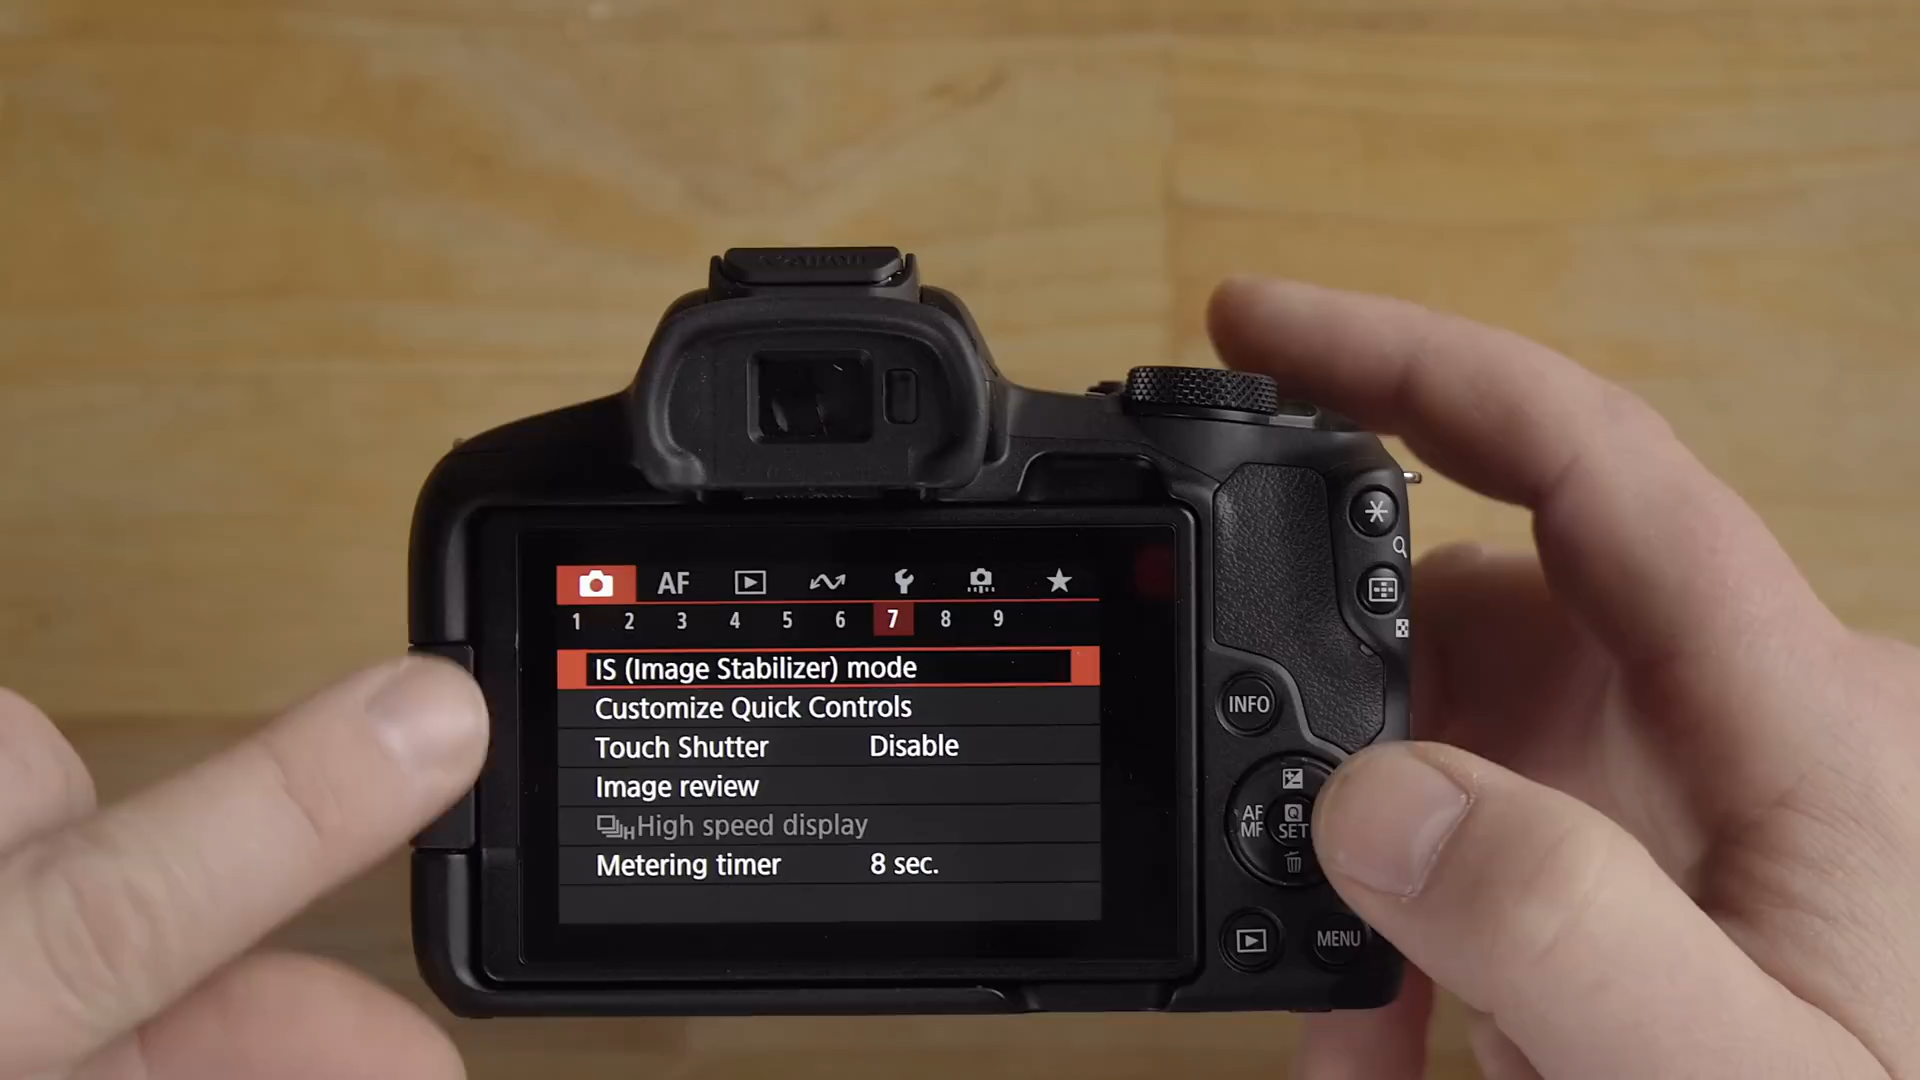 AF
1 2 3 4 5 6 7 8 9
IS (Image Stabilizer) mode
Customize Quick Controls
Touch Shutter Disable
Image review
H High speed display
Metering timer 8 sec.
INFO
AF
MF
Q
SET
MENU